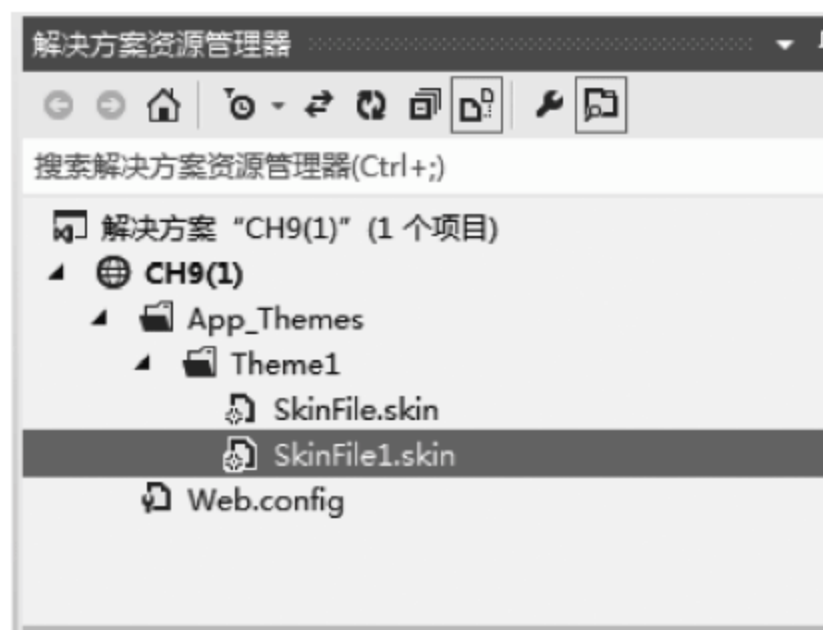 解决方案资源管理器
搜索解决方案资源管理器(Ctrl+;)
解决方案 "CH9(1)" (1 个项目)
CH9(1)
App_Themes
Theme1
SkinFile.skin
SkinFile1.skin
Web.config